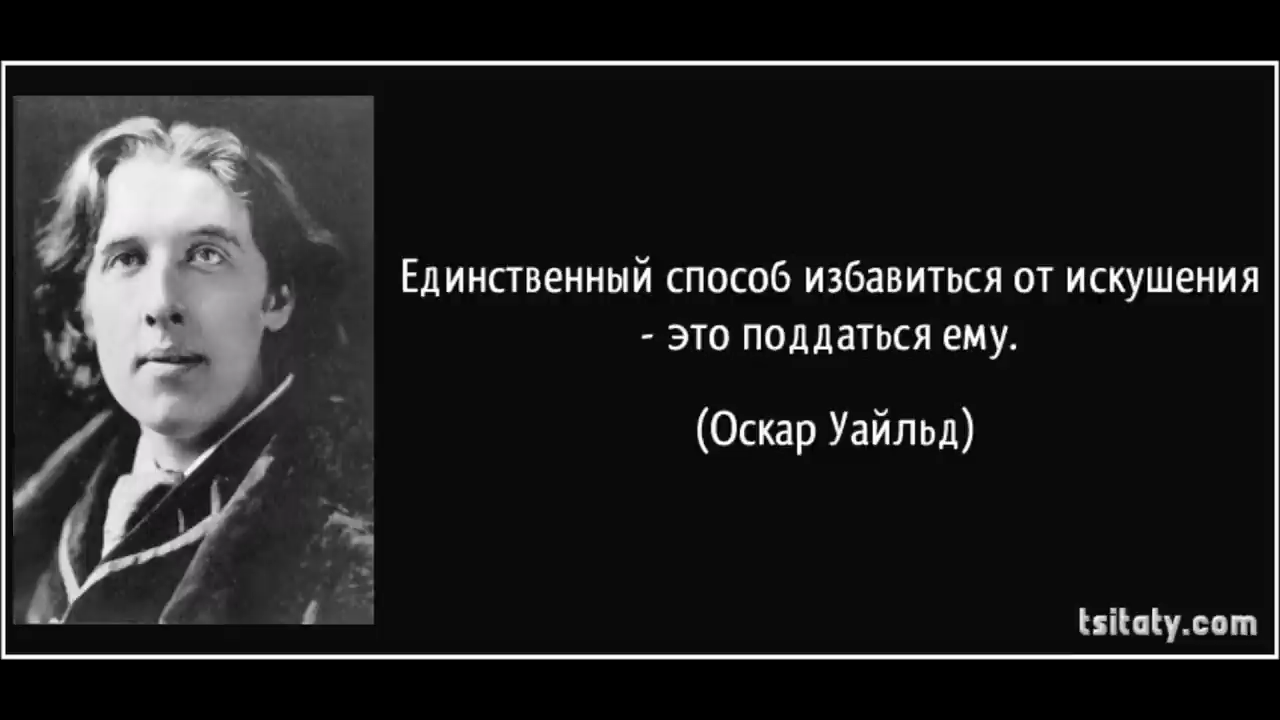 Единственный способ избавиться от искушения
- это поддаться ему.
(Оскар Уайльд)
tsitaty.com